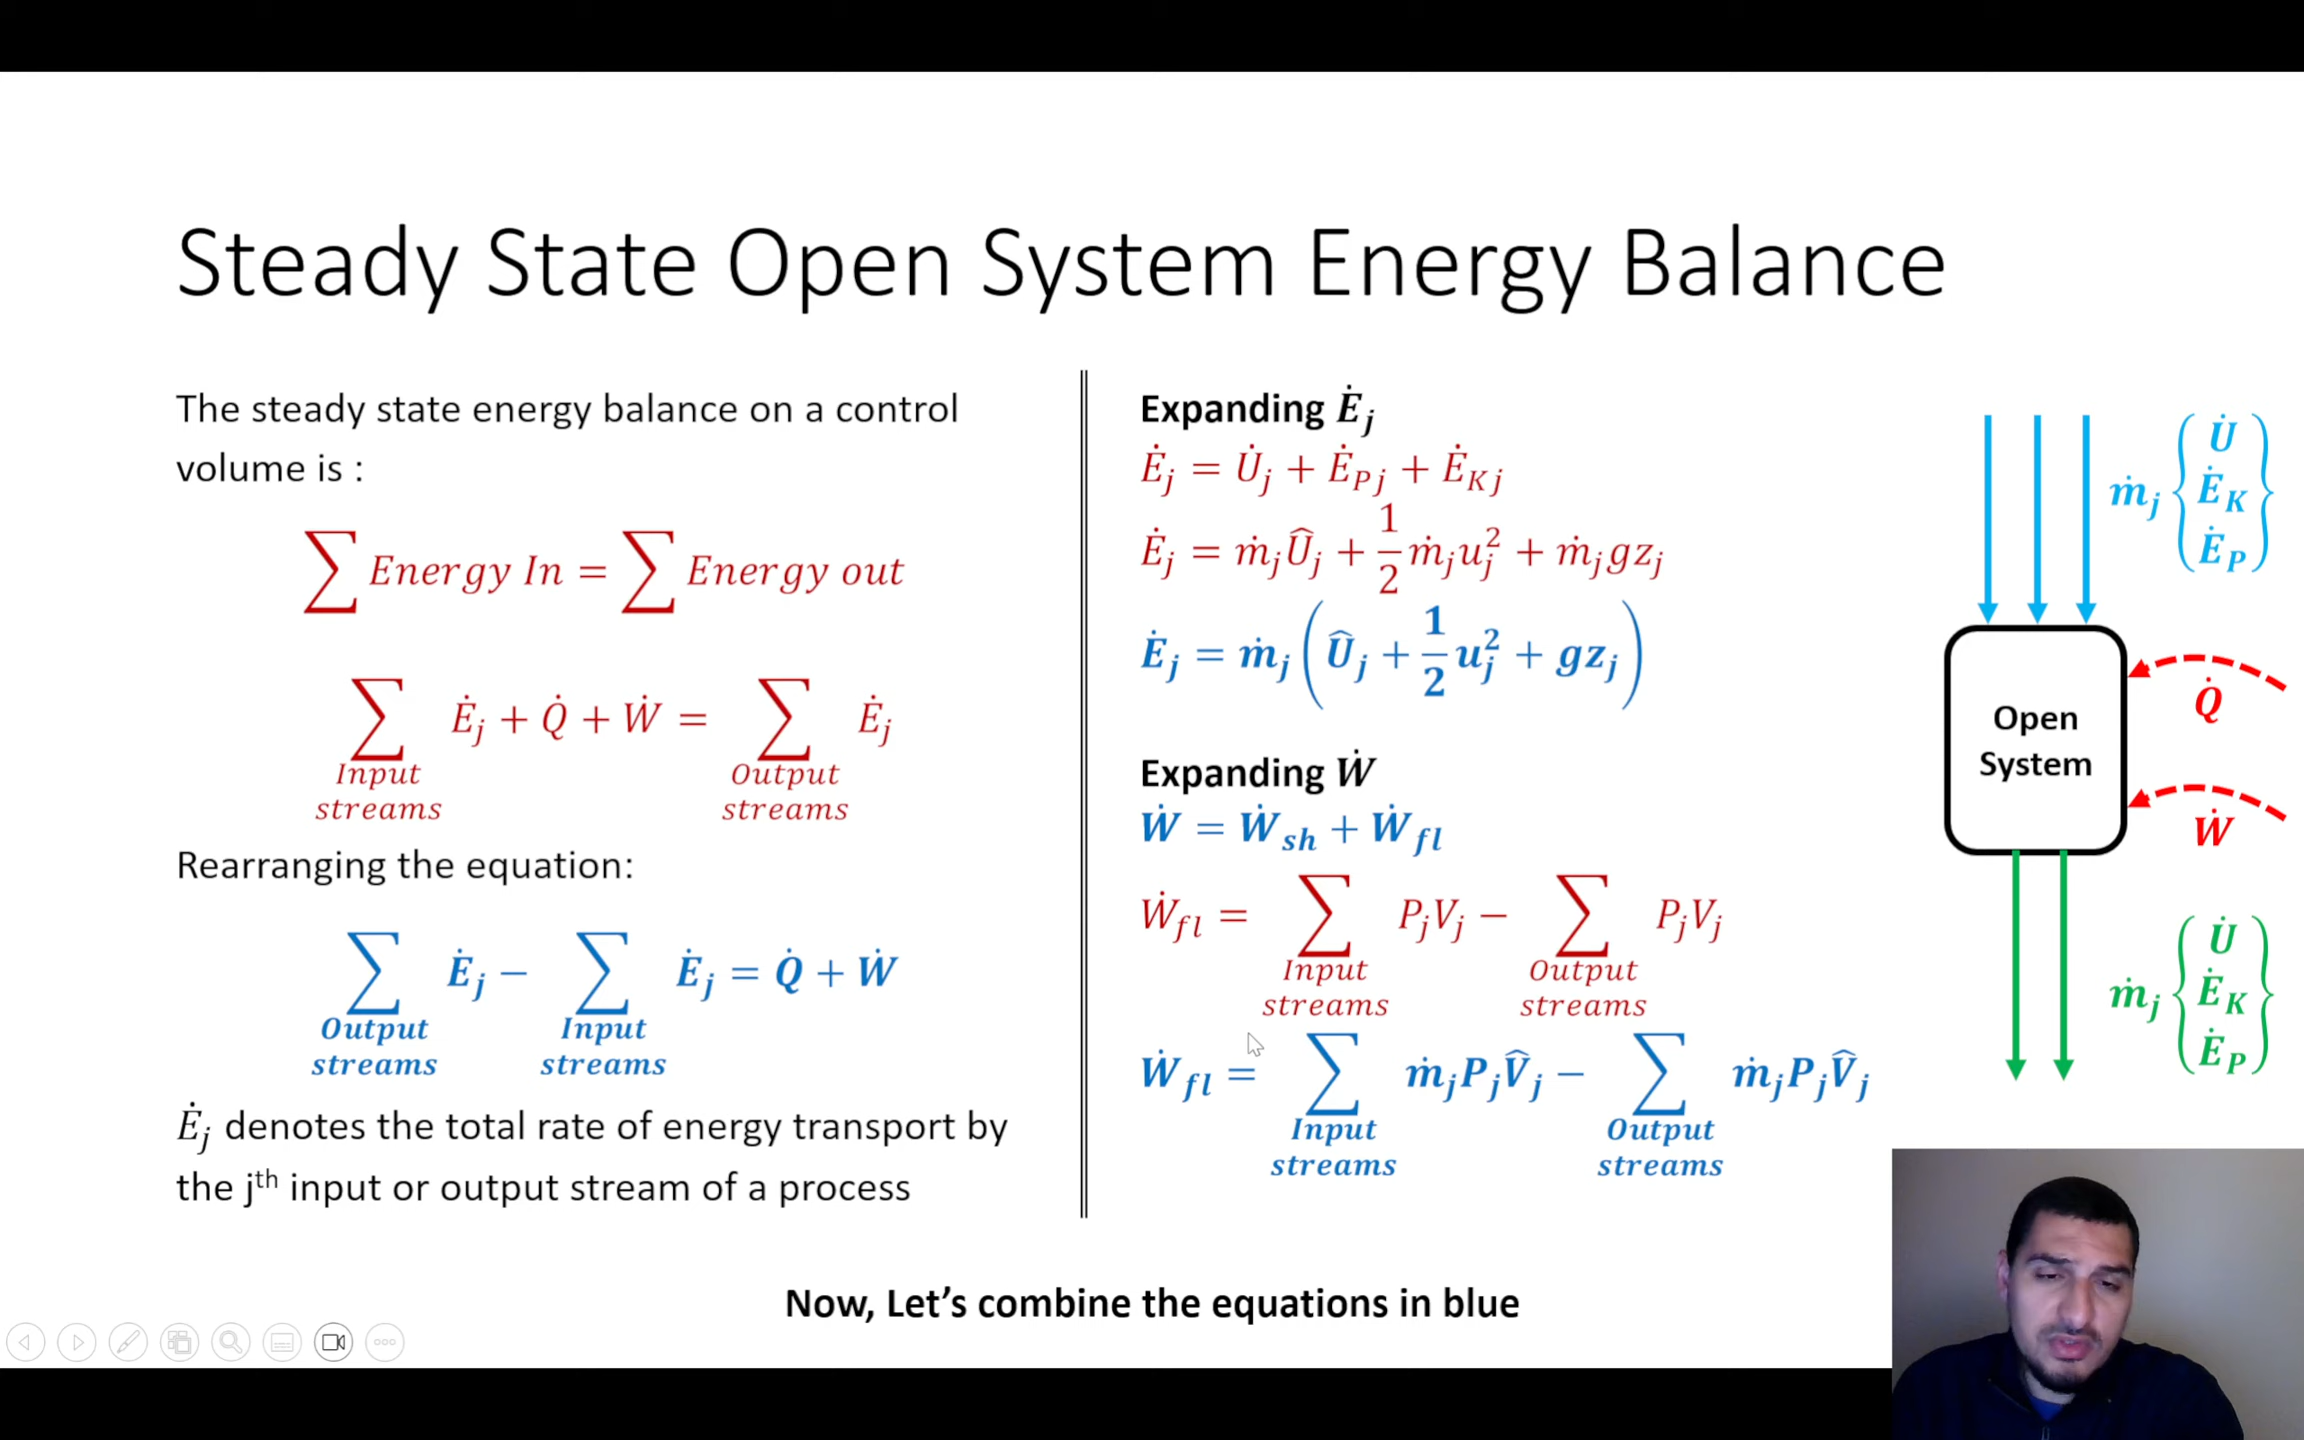 Steady State Open System Energy Balance
The steady state energy balance on a control
volume is :
∑ Energy In = ∑ Energy out
∑ Ėj + Q̇ + Ẇ = ∑ Ėj
Input Output
streams streams
Rearranging the equation:
∑ Ėj − ∑ Ėj = Q̇ + Ẇ
Output Input
streams streams
Ėj denotes the total rate of energy transport by
the jth input or output stream of a process
Expanding Ėj
Ėj = U̇j + ĖPj + ĖKj
Ėj = ṁjÛj + 1/2 ṁjuj² + ṁjgzj
Ėj = ṁj(Ûj + 1/2 uj² + gzj)
Expanding Ẇ
Ẇ = Ẇsh + Ẇfl
Ẇfl = ∑ PjVj − ∑ PjVj
Input Output
streams streams
Ẇfl = ∑ ṁjPjV̂j − ∑ ṁjPjV̂j
Input Output
streams streams
ṁj { U̇
ĖK
ĖP }
Open
System
Q̇
Ẇ
ṁj { U̇
ĖK
ĖP }
Now, Let’s combine the equations in blue